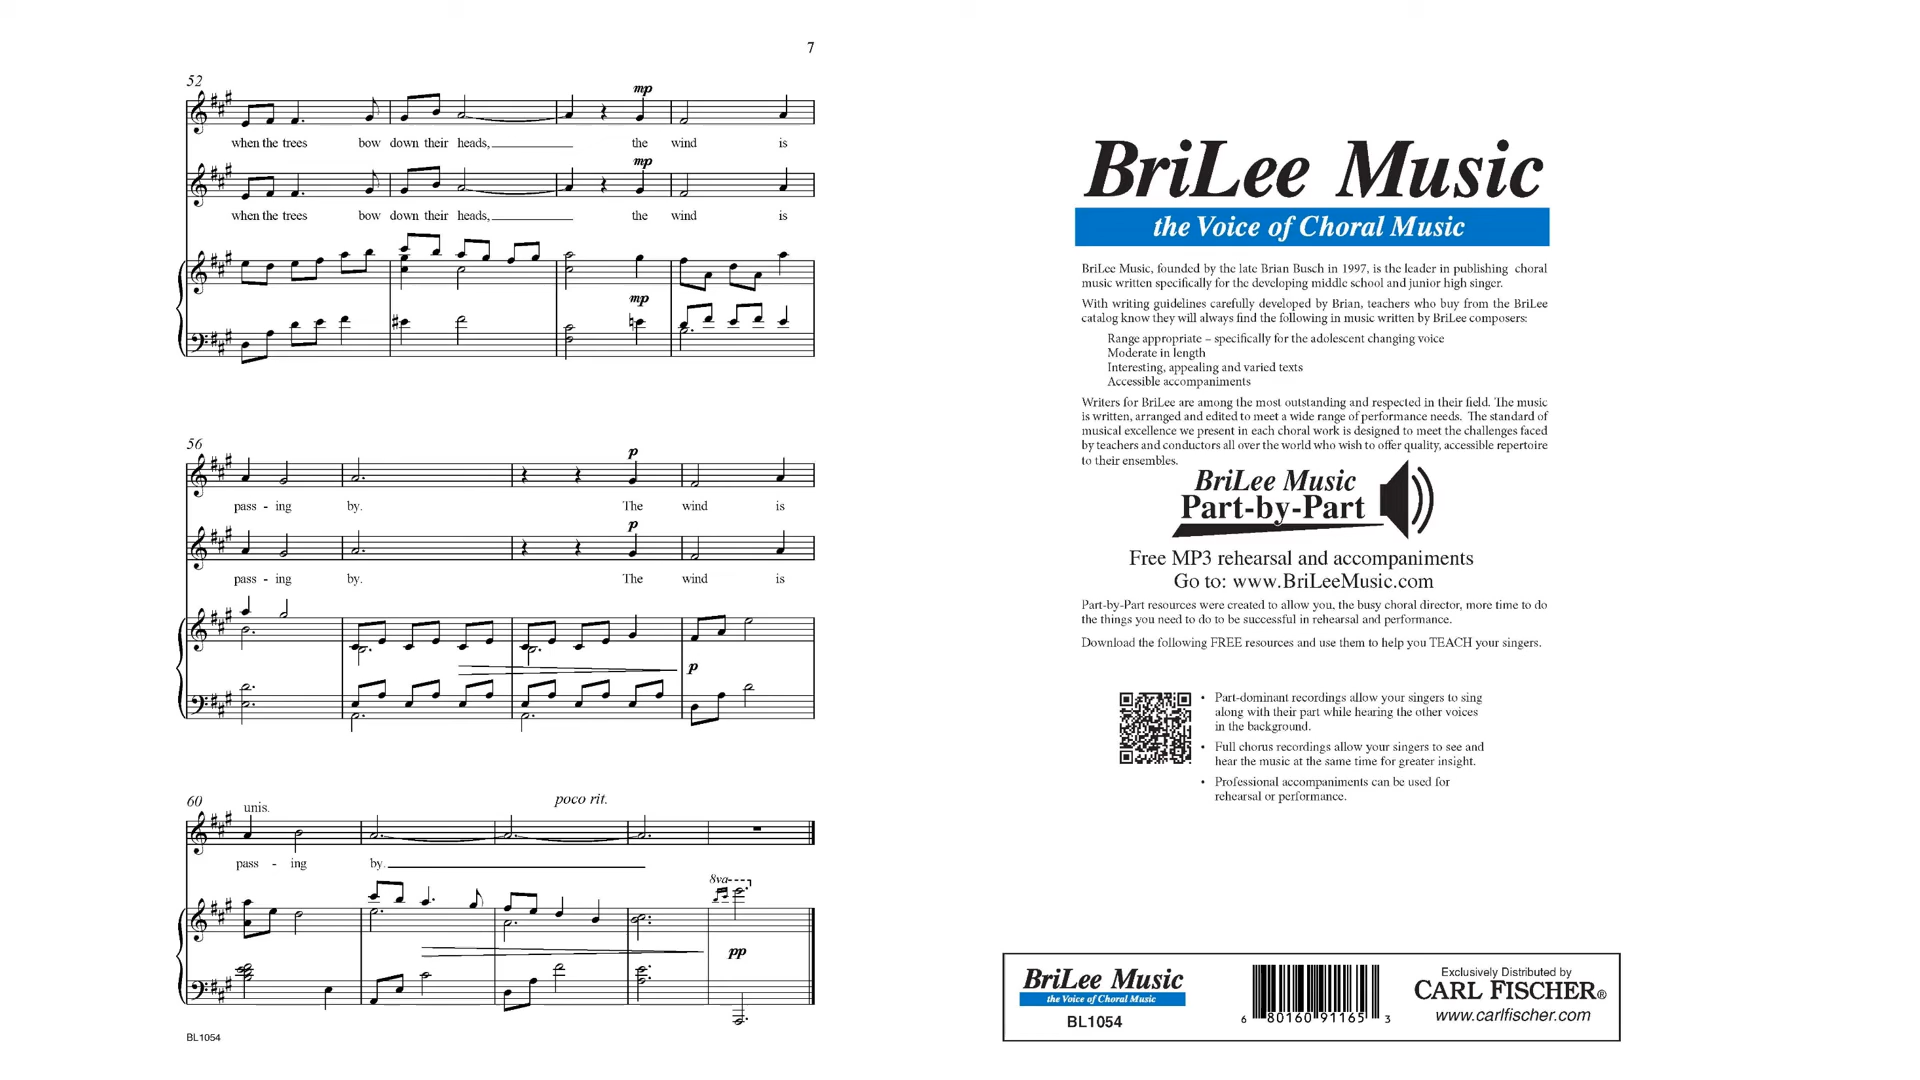 7
52
mp
when the trees bow down their heads, the wind is
mp
when the trees bow down their heads, the wind is
mp
56
p
pass - ing by. The wind is
p
pass - ing by. The wind is
p
60 unis. poco rit.
pass - ing by.
8va
pp
BL1054
BriLee Music
the Voice of Choral Music
BriLee Music, founded by the late Brian Busch in 1997, is the leader in publishing choral
music written specifically for the developing middle school and junior high singer.
With writing guidelines carefully developed by Brian, teachers who buy from the BriLee
catalog know they will always find the following in music written by BriLee composers:
Range appropriate – specifically for the adolescent changing voice
Moderate in length
Interesting, appealing and varied texts
Accessible accompaniments
Writers for BriLee are among the most outstanding and respected in their field. The music
is written, arranged and edited to meet a wide range of performance needs. The standard of
musical excellence we present in each choral work is designed to meet the challenges faced
by teachers and conductors all over the world who wish to offer quality, accessible repertoire
to their ensembles.
BriLee Music
Part-by-Part
Free MP3 rehearsal and accompaniments
Go to: www.BriLeeMusic.com
Part-by-Part resources were created to allow you, the busy choral director, more time to do
the things you need to do to be successful in rehearsal and performance.
Download the following FREE resources and use them to help you TEACH your singers.
• Part-dominant recordings allow your singers to sing
along with their part while hearing the other voices
in the background.
• Full chorus recordings allow your singers to see and
hear the music at the same time for greater insight.
• Professional accompaniments can be used for
rehearsal or performance.
BriLee Music
the Voice of Choral Music
BL1054
6 80160 91165 3
Exclusively Distributed by
CARL FISCHER®
www.carlfischer.com